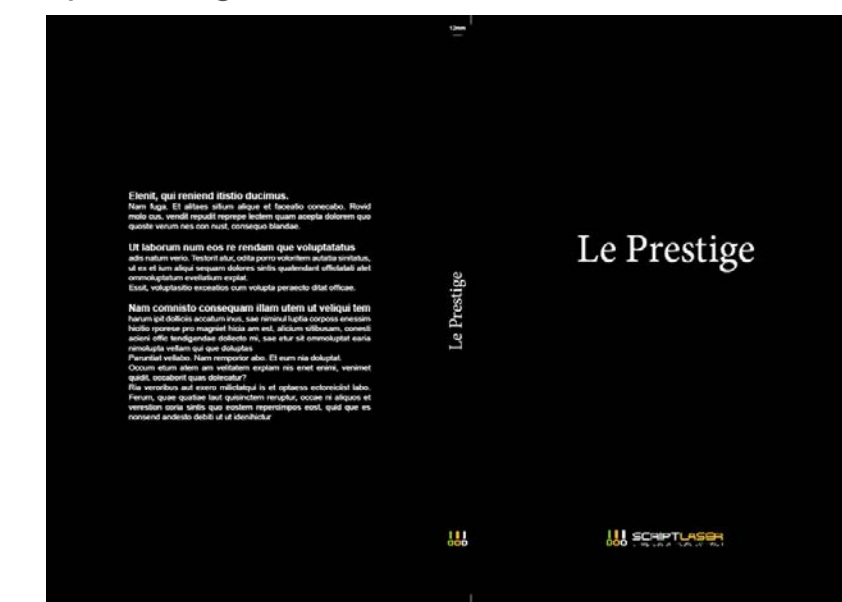 12mm
Elenit, qui reniend itistio ducimus.
Nam fuga. Et alitaes sitium alique et faceatio conecabo. Rovid
molo cus, vendit repudit reprepe lectem quam acepta dolorem quo
quoste verum nes con nust, consequo blandae.
Ut laborum num eos re rendam que voluptatatus
adis natum verio. Testorit atur, odita porro voloritem autatia sinitatus,
ut ex et ium aliqui sequam dolores sintis quatendant officiatati atet
ommoluptatum evellatium explat.
Essit, voluptasitio exceatios cum volupta peraecto ditat officae.
Nam comnisto consequam illam utem ut veliqui tem
harum ipit dolliciis accatum inus, sae niminul luptia corposs enessim
hicitio rporese pro magniet hicia am est, alicium sitibusam, conesti
acieni offic tendigendae dollecto mi, sae etur sit ommoluptat earia
nimolupta vellam qui que doluptas
Paruntiat vellabo. Nam remporior abo. Et eum nia doluptat.
Occum etum atem am velitatem explam nis enet enimi, venimet
quidit, occaborit quas dolecatur?
Ria veroribus aut exero milictatqui is et optaess ectoreiciist labo.
Ferum, quae quatiae laut quisinctem reruptur, occae ni aliquos et
verestion coria sintis quo eostem repersimpos eost, quid que es
nonsend andesto debiti ut ut idenihictur
Le Prestige
Le Prestige
SCRIPTLASER